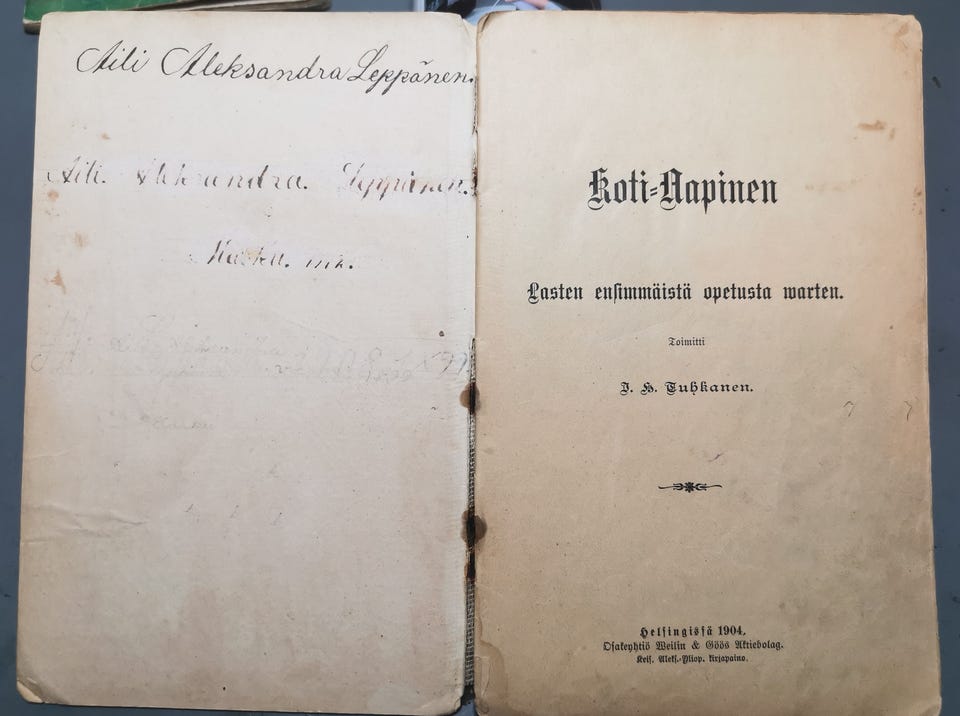 Aili Aleksandra Leppänen.
Aili. Aleksandra. Leppänen.
Koti-Aapinen
Lasten ensimmäistä opetusta warten.
Toimitti
J. H. Tuhkanen.
Helsingissä 1904,
Osakeyhtiö Weilin & Göös Aktiebolag.
Keis. Aleks.-Yliop. kirjapaino.